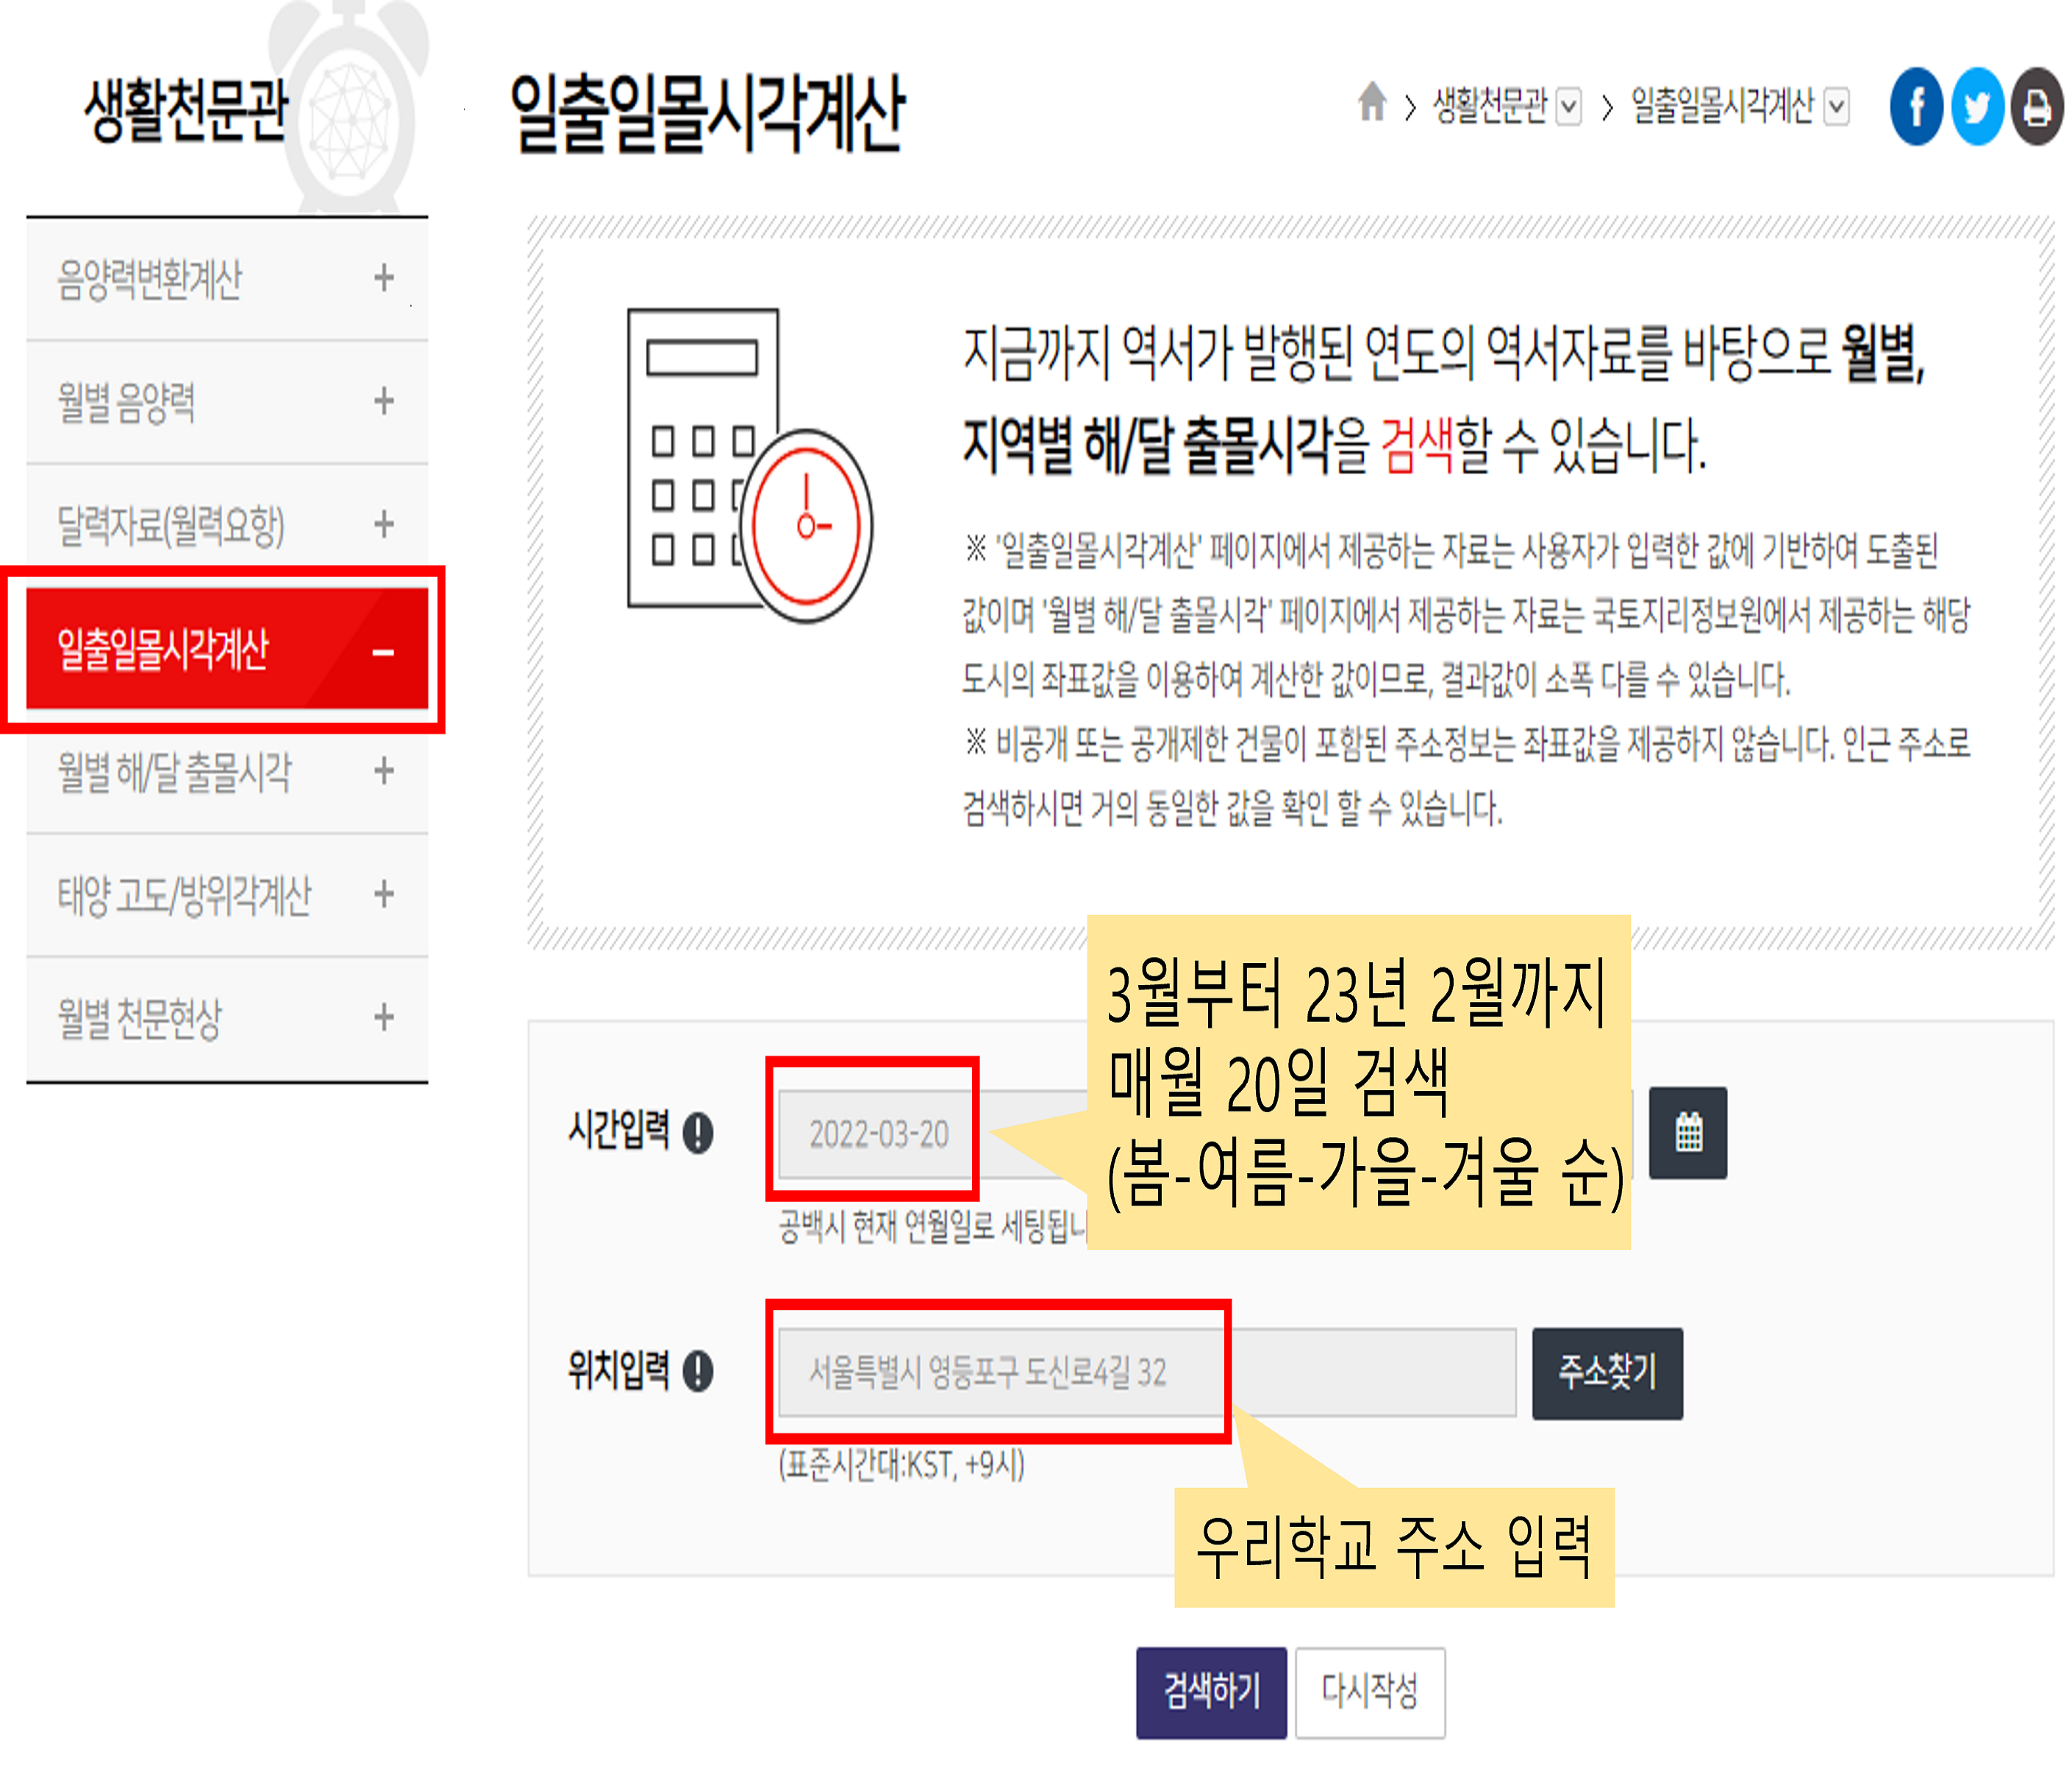 생활천문관
일출일몰시각계산
> 생활천문관 > 일출일몰시각계산
음양력변환계산 +
월별 음양력 +
달력자료(월력요항) +
일출일몰시각계산 −
월별 해/달 출몰시각 +
태양 고도/방위각계산 +
월별 천문현상 +
지금까지 역서가 발행된 연도의 역서자료를 바탕으로 월별,
지역별 해/달 출몰시각을 검색할 수 있습니다.
※ '일출일몰시각계산' 페이지에서 제공하는 자료는 사용자가 입력한 값에 기반하여 도출된
값이며 '월별 해/달 출몰시각' 페이지에서 제공하는 자료는 국토지리정보원에서 제공하는 해당
도시의 좌표값을 이용하여 계산한 값이므로, 결과값이 소폭 다를 수 있습니다.
※ 비공개 또는 공개제한 건물이 포함된 주소정보는 좌표값을 제공하지 않습니다. 인근 주소로
검색하시면 거의 동일한 값을 확인 할 수 있습니다.
3월부터 23년 2월까지
매월 20일 검색
(봄-여름-가을-겨울 순)
시간입력 2022-03-20
공백시 현재 연월일로
위치입력 서울특별시 영등포구 도신로4길 32 주소찾기
(표준시간대:KST, +9시)
우리학교 주소 입력
검색하기 다시작성